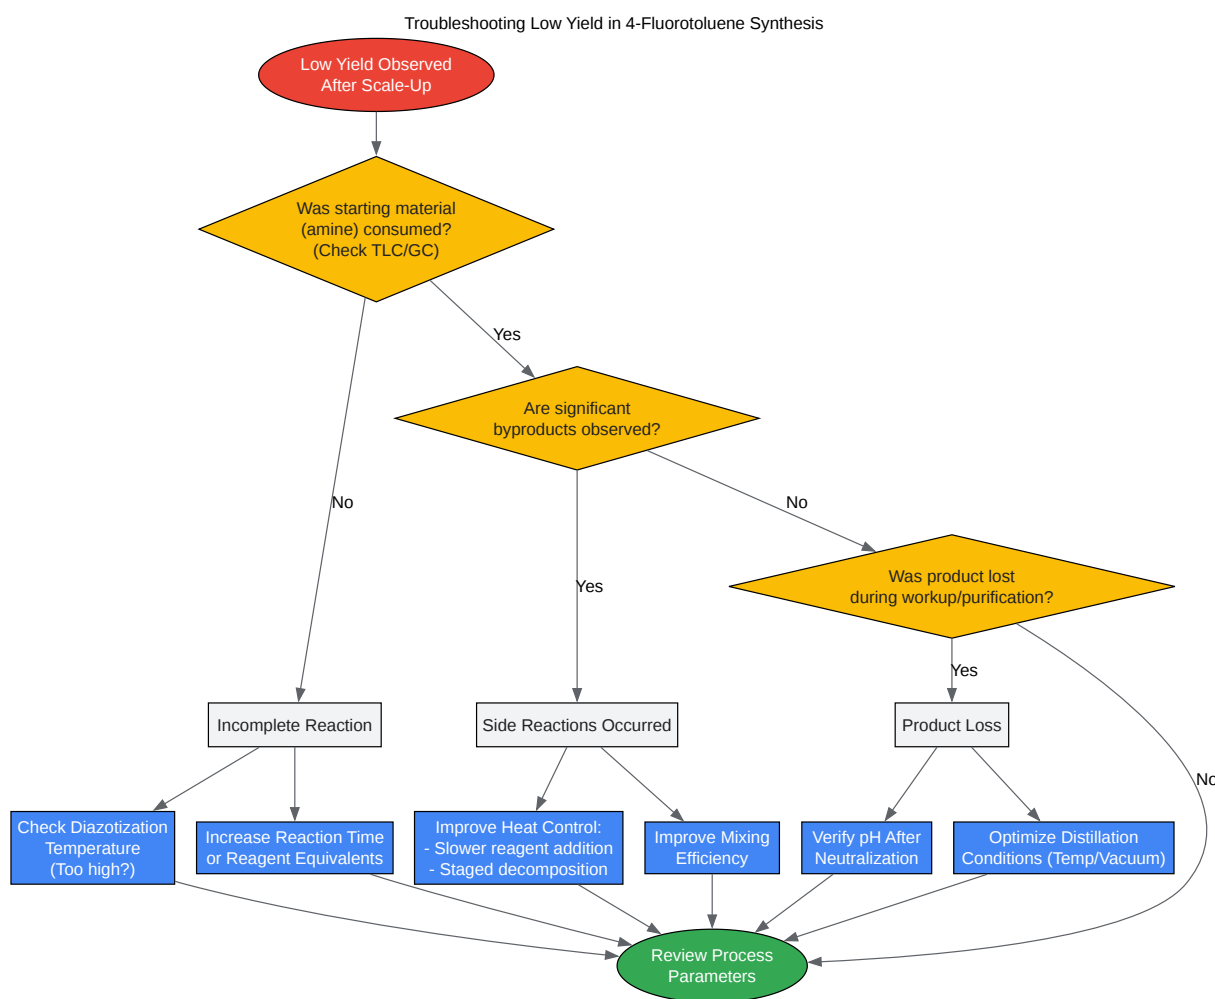 Troubleshooting Low Yield in 4-Fluorotoluene Synthesis
Low Yield Observed
After Scale-Up
Was starting material
(amine) consumed?
(Check TLC/GC)
Yes
Are significant
byproducts observed?
No
No
Was product lost
during workup/purification?
Yes
Yes
Incomplete Reaction
Side Reactions Occurred
Product Loss
No
Check Diazotization
Temperature
(Too high?)
Increase Reaction Time
or Reagent Equivalents
Improve Heat Control:
- Slower reagent addition
- Staged decomposition
Improve Mixing
Efficiency
Verify pH After
Neutralization
Optimize Distillation
Conditions (Temp/Vacuum)
Review Process
Parameters